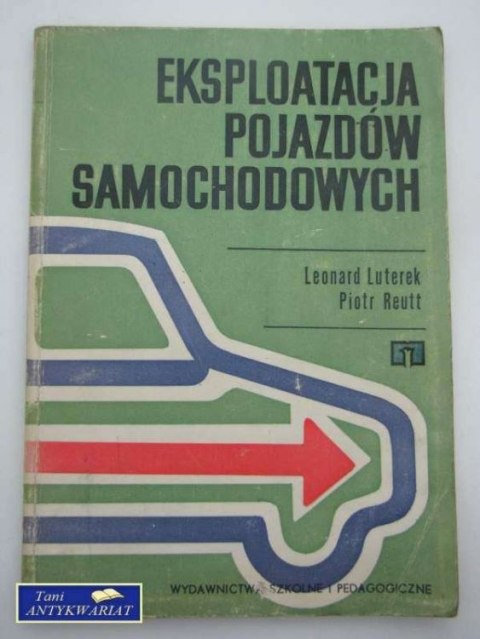 EKSPLOATACJA
POJAZDÓW
SAMOCHODOWYCH
Leonard Luterek
Piotr Reutt
WYDAWNICTWA SZKOLNE I PEDAGOGICZNE
Tani
ANTYKWARIAT